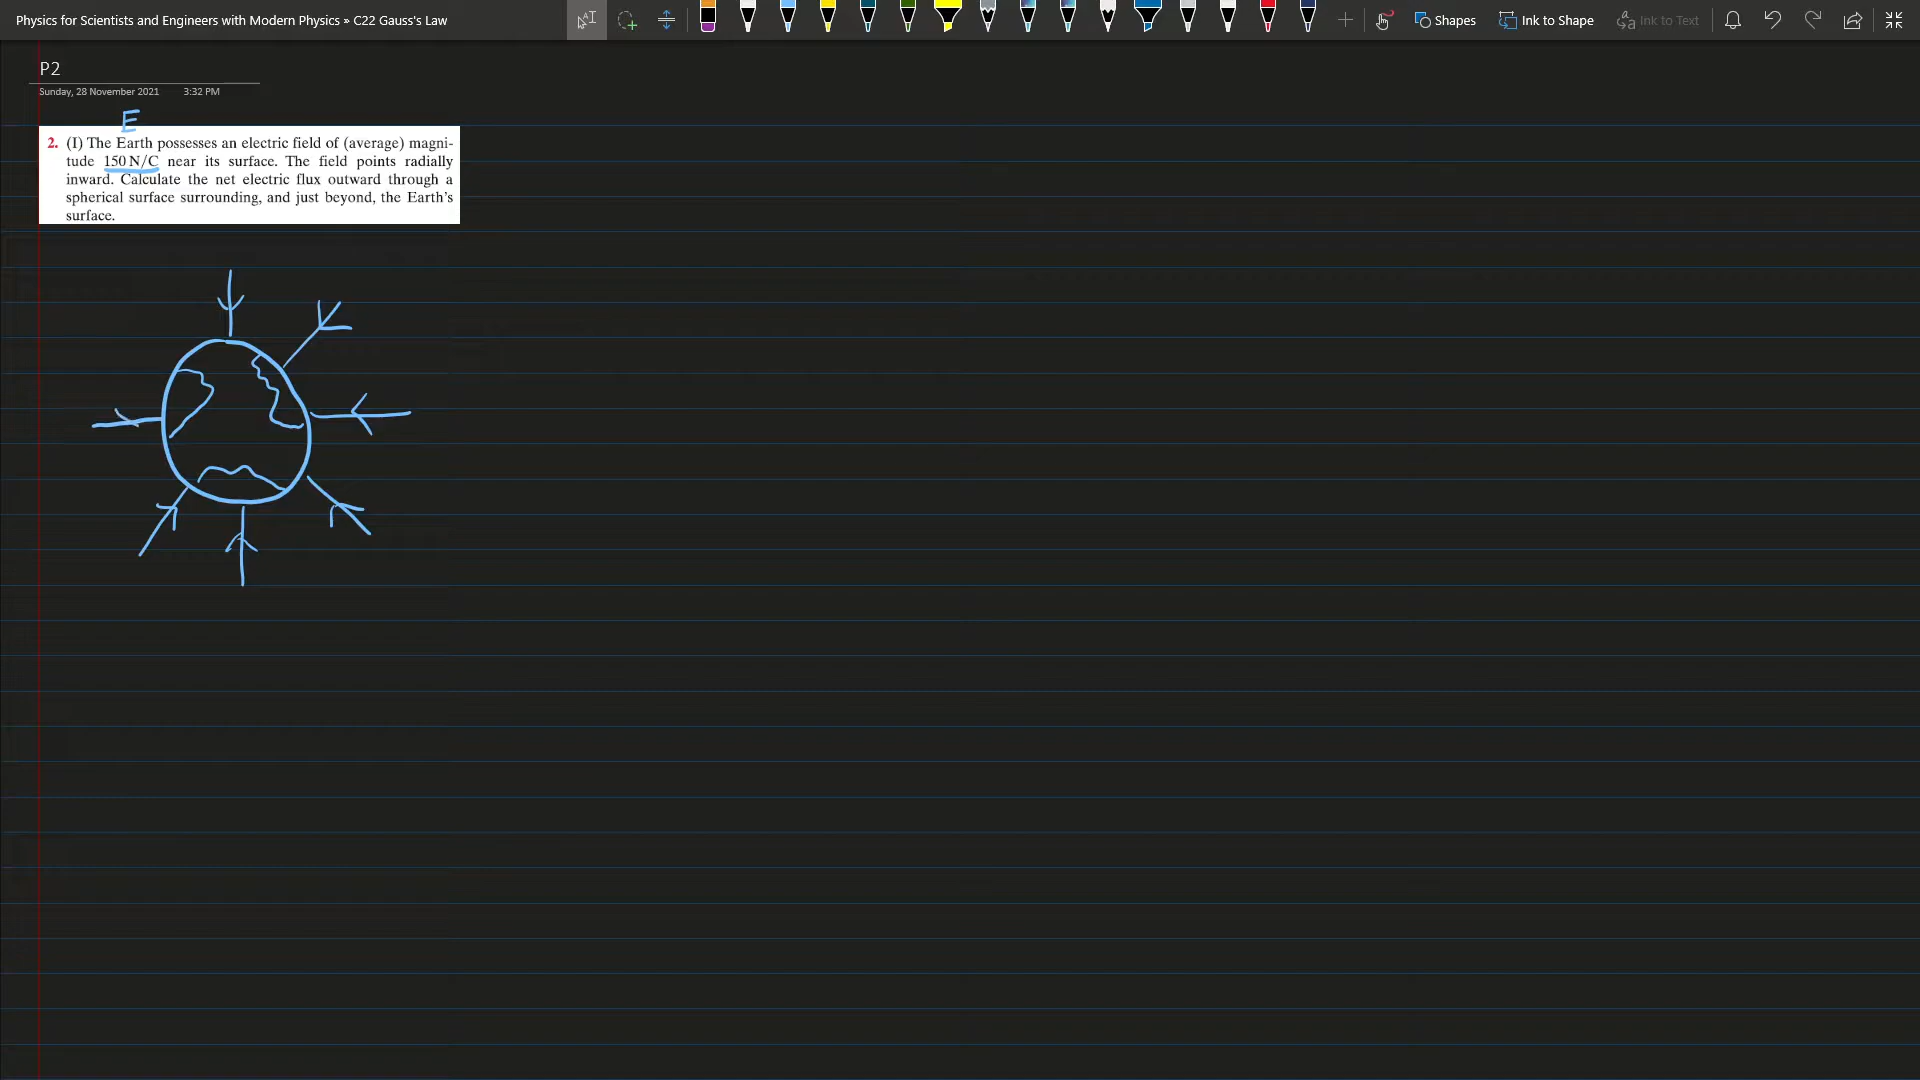 Physics for Scientists and Engineers with Modern Physics » C22 Gauss's Law
Shapes
Ink to Shape
Ink to Text
P2
Sunday, 28 November 2021 3:32 PM
E
2. (I) The Earth possesses an electric field of (average) magni-
tude 150 N/C near its surface. The field points radially
inward. Calculate the net electric flux outward through a
spherical surface surrounding, and just beyond, the Earth's
surface.